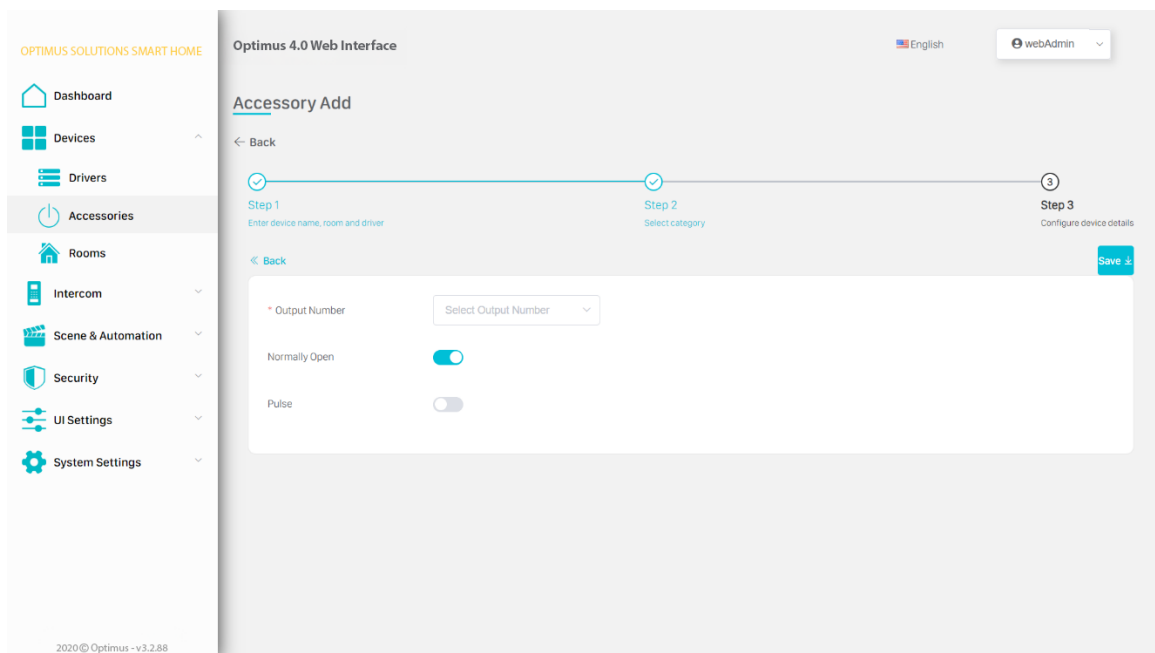 OPTIMUS SOLUTIONS SMART HOME
Dashboard
Devices
Drivers
Accessories
Rooms
Intercom
Scene & Automation
Security
UI Settings
System Settings
2020© Optimus - v3.2.88
Optimus 4.0 Web Interface
English
webAdmin
Accessory Add
← Back
Step 1
Enter device name, room and driver
Step 2
Select category
3
Step 3
Configure device details
Back
Save
* Output Number
Select Output Number
Normally Open
Pulse